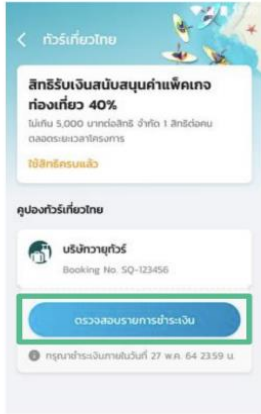 ทัวร์เที่ยวไทย
สิทธิรับเงินสนับสนุนค่าแพ็คเกจ
ท่องเที่ยว 40%
ไม่เกิน 5,000 บาทต่อสิทธิ จำกัด 1 สิทธิต่อคน
ตลอดระยะเวลาโครงการ
ใช้สิทธิครบแล้ว
คูปองทัวร์เที่ยวไทย
บริษัทวายุทัวร์
Booking No. SQ-123456
ตรวจสอบรายการชำระเงิน
กรุณาชำระเงินภายในวันที่ 27 พ.ค. 64 23:59 น.